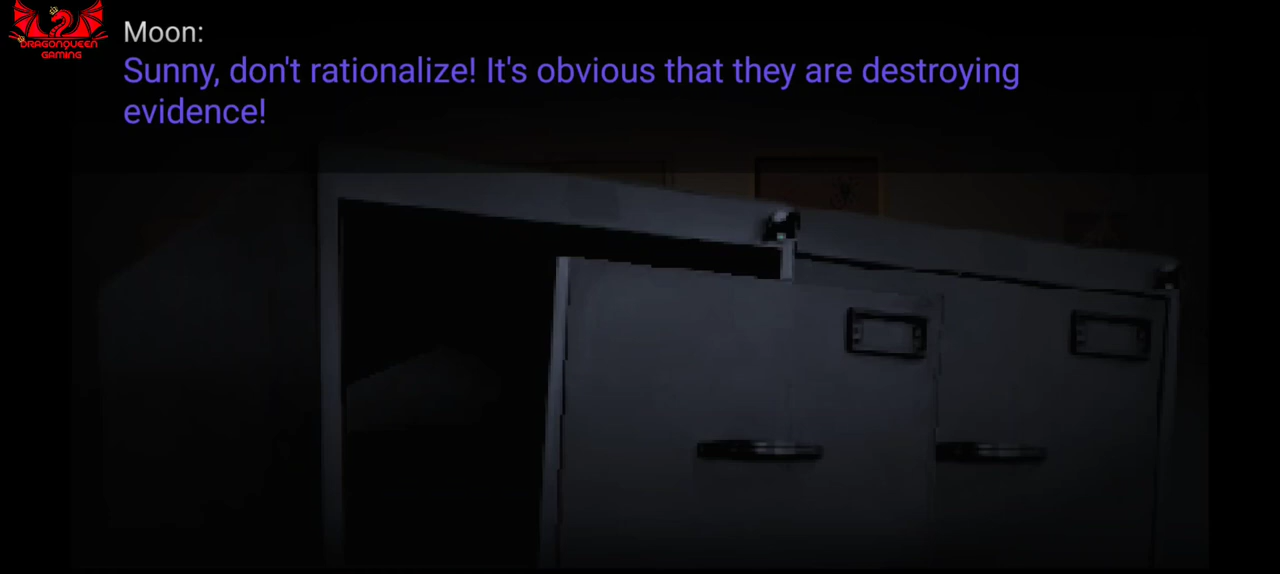 DRAGONQUEEN
GAMING
Moon:
Sunny, don't rationalize! It's obvious that they are destroying
evidence!